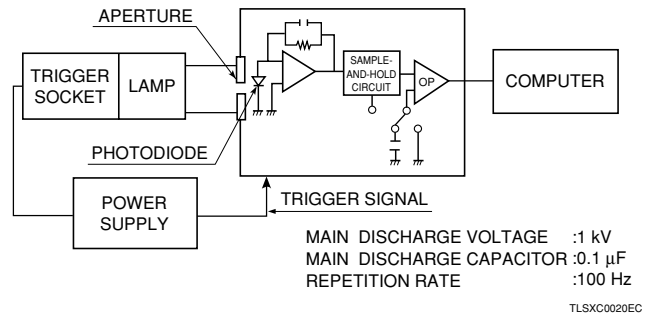 APERTURE
TRIGGER
SOCKET
LAMP
SAMPLE-
AND-HOLD
CIRCUIT
OP
COMPUTER
PHOTODIODE
POWER
SUPPLY
TRIGGER SIGNAL
MAIN DISCHARGE VOLTAGE :1 kV
MAIN DISCHARGE CAPACITOR :0.1 μF
REPETITION RATE :100 Hz
TLSXC0020EC